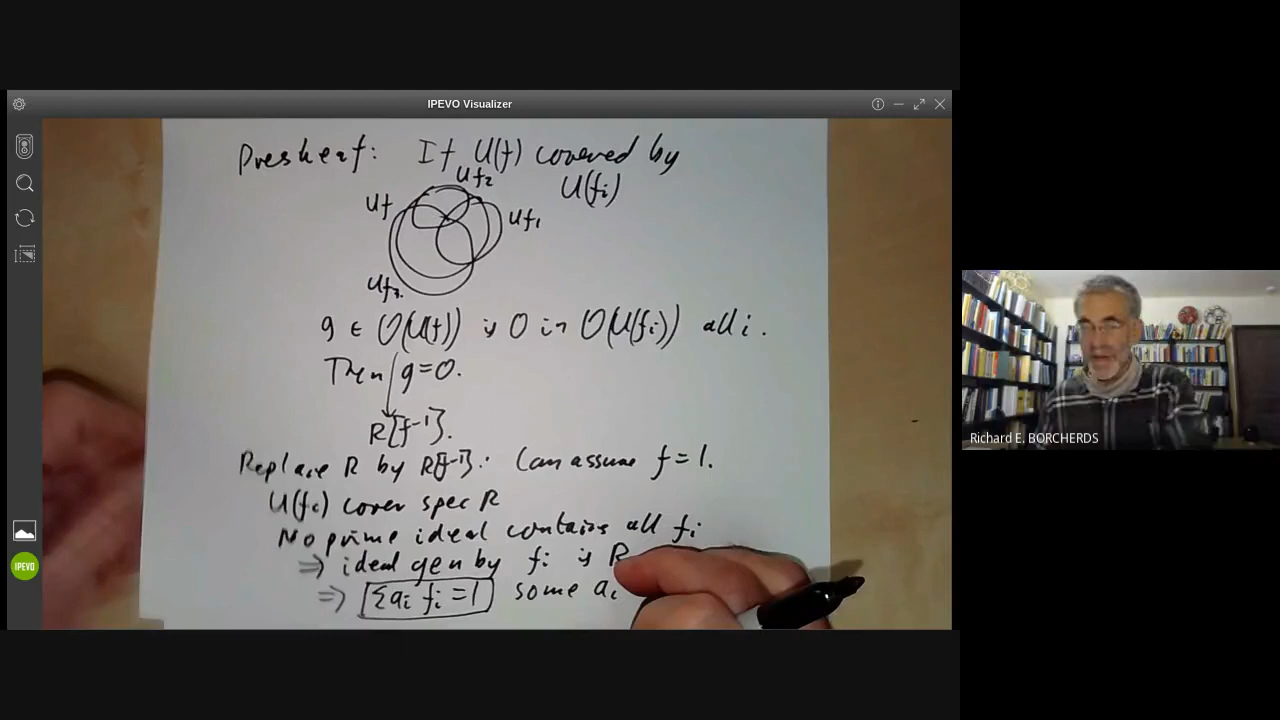 IPEVO Visualizer
Presheaf: If U(f) covered by
U(fi)
Uf2
Uf
Uf1
Uf3
g ∈ O(U(f)) is 0 in O(U(fi)) all i.
Then g=0.
R[f⁻¹].
Replace R by R[f⁻¹]: Can assume f=1.
U(fi) cover spec R
No prime ideal contains all fi
⇒ ideal gen by fi is R
⇒ Σai fi=1 some ai
IPEVO
Richard E. BORCHERDS